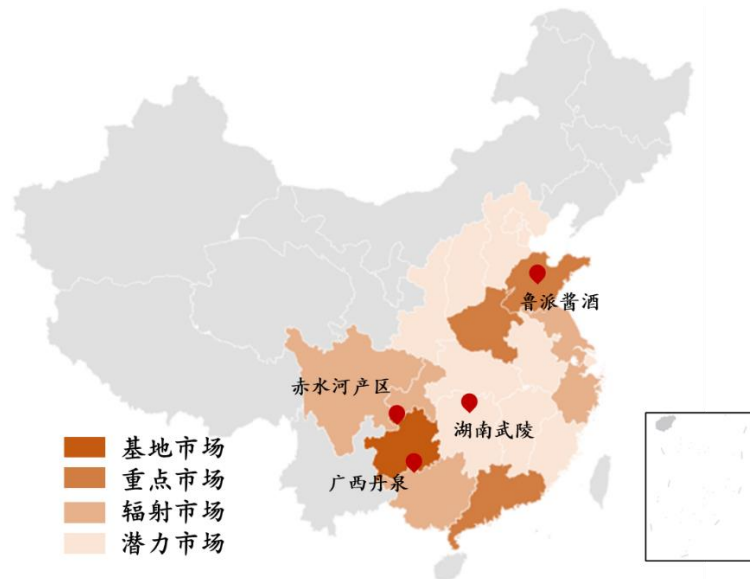 鲁派酱酒
赤水河产区
湖南武陵
广西丹泉
基地市场
重点市场
辐射市场
潜力市场